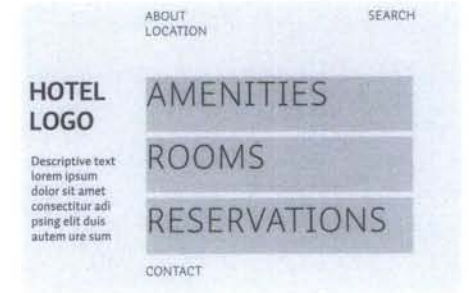 ABOUT
LOCATION
SEARCH
HOTEL
LOGO
Descriptive text
lorem ipsum
dolor sit amet
consectitur adi
psing elit duis
autem ure sum
AMENITIES
ROOMS
RESERVATIONS
CONTACT